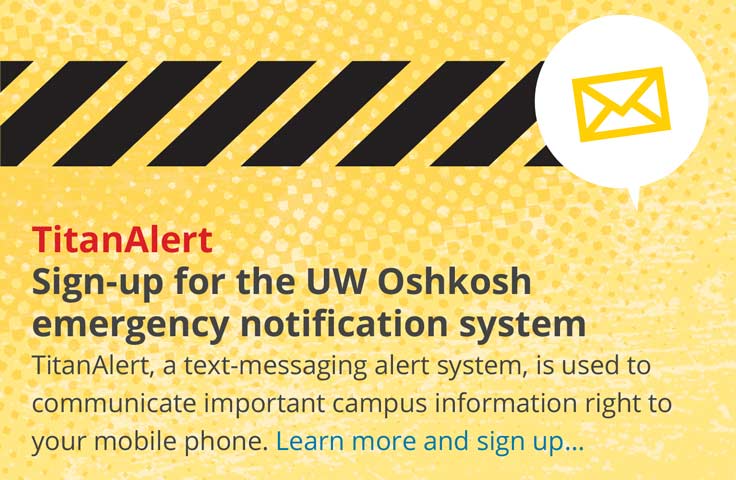 TitanAlert
Sign-up for the UW Oshkosh
emergency notification system
TitanAlert, a text-messaging alert system, is used to
communicate important campus information right to
your mobile phone. Learn more and sign up...